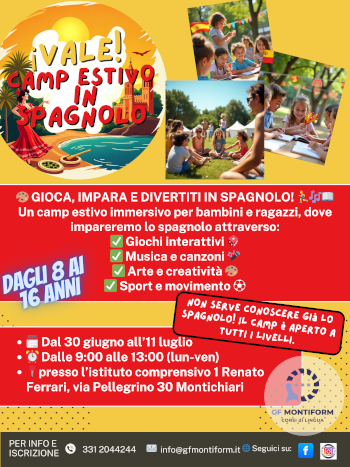 ¡VALE!
CAMP ESTIVO
IN
SPAGNOLO
🎨 GIOCA, IMPARA E DIVERTITI IN SPAGNOLO! 💃🎶📖
Un camp estivo immersivo per bambini e ragazzi, dove
impareremo lo spagnolo attraverso:
✅ Giochi interattivi
✅ Musica e canzoni
✅ Arte e creatività 🎨
✅ Sport e movimento ⚽
DAGLI 8 AI
16 ANNI
NON SERVE CONOSCERE GIÀ LO
SPAGNOLO! IL CAMP È APERTO A
TUTTI I LIVELLI.
• Dal 30 giugno all'11 luglio
• Dalle 9:00 alle 13:00 (lun-ven)
• presso l'istituto comprensivo 1 Renato
Ferrari, via Pellegrino 30 Montichiari
GF MONTIFORM
CORSI DI LINGUA
PER INFO E
ISCRIZIONE
331 2044244
info@gfmontiform.it
Seguici su: